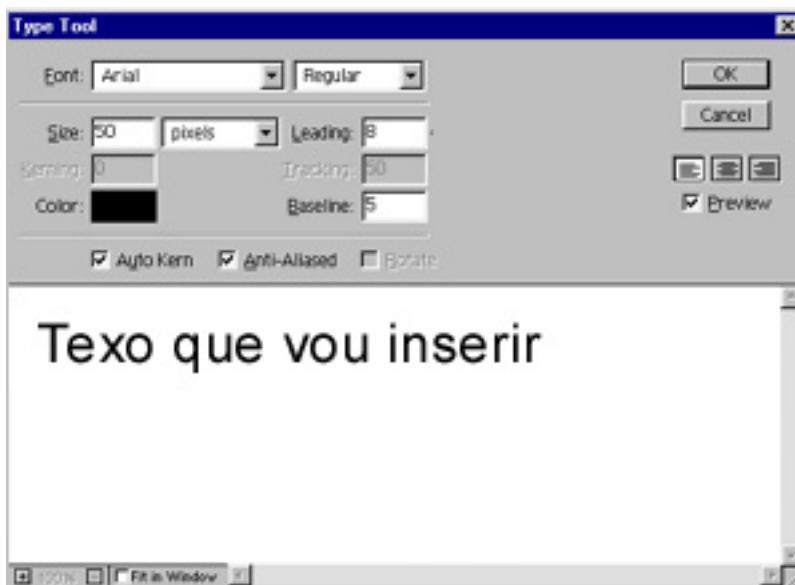 Type Tool
Font: Arial Regular OK
Size: 50 pixels Leading: 8 Cancel
Kerning: 0 Tracking: 50
Color: Baseline: 5 Preview
Auto Kern Anti-Aliased Rotate
Texo que vou inserir
100% Fit in Window